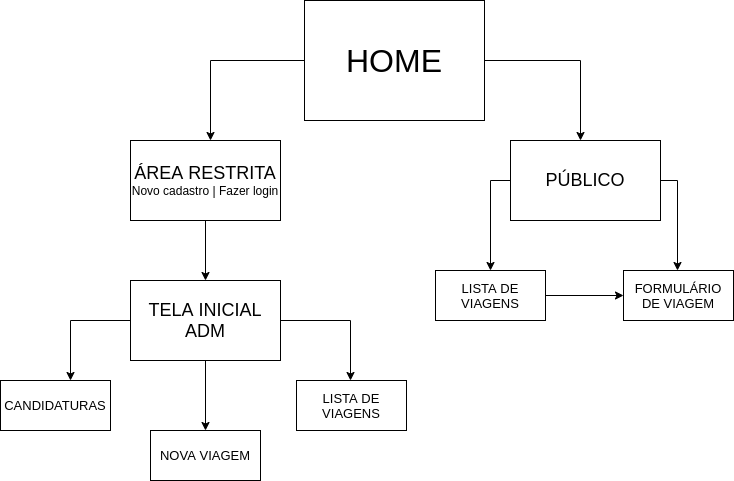 HOME
ÁREA RESTRITA
Novo cadastro | Fazer login
PÚBLICO
LISTA DE
VIAGENS
FORMULÁRIO
DE VIAGEM
TELA INICIAL
ADM
CANDIDATURAS
NOVA VIAGEM
LISTA DE
VIAGENS